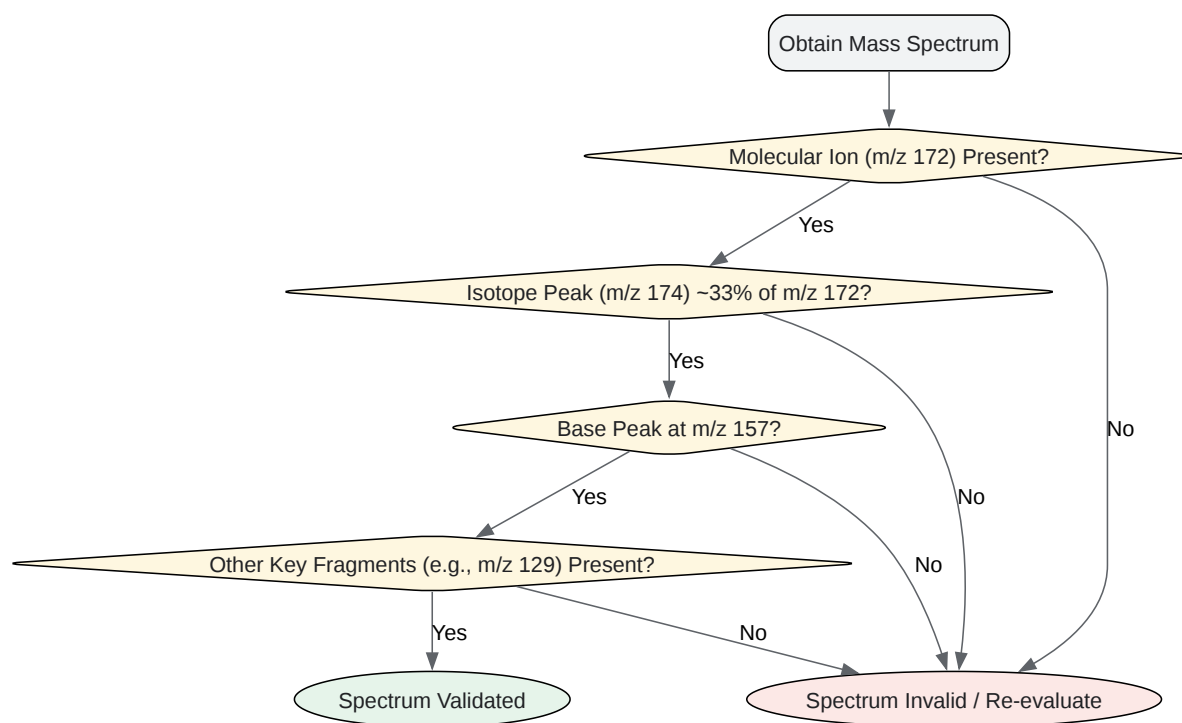 Obtain Mass Spectrum
Molecular Ion (m/z 172) Present?
Yes
Isotope Peak (m/z 174) ~33% of m/z 172?
Yes
No
Base Peak at m/z 157?
Yes
No
No
Other Key Fragments (e.g., m/z 129) Present?
Yes
No
Spectrum Validated
Spectrum Invalid / Re-evaluate